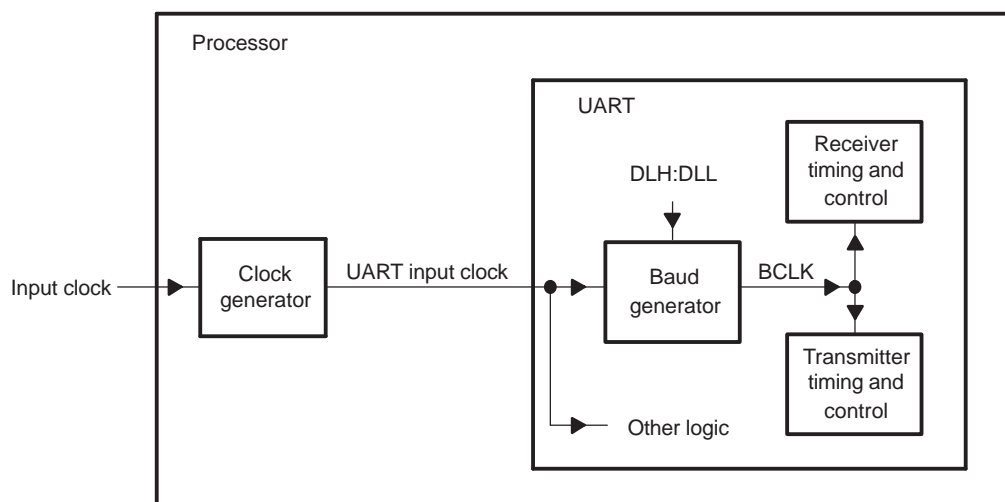 Processor
UART
Receiver
timing and
control
DLH:DLL
Input clock
Clock
generator
UART input clock
Baud
generator
BCLK
Transmitter
timing and
control
Other logic